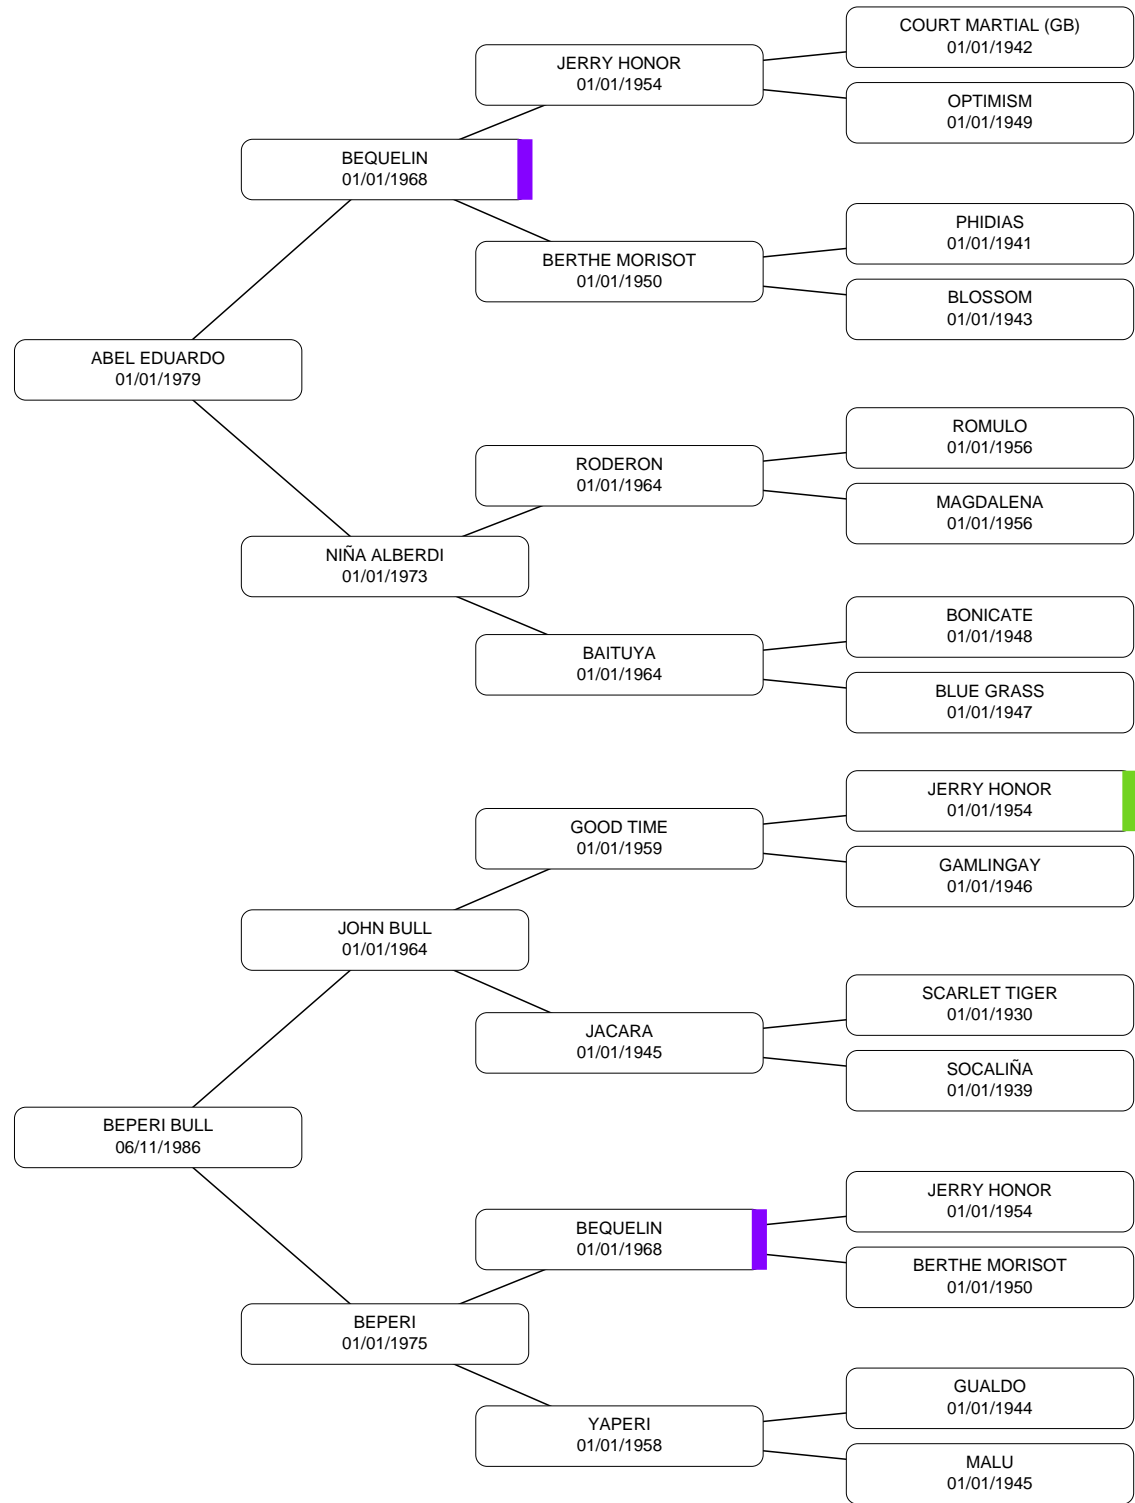 COURT MARTIAL (GB)
01/01/1942
JERRY HONOR
01/01/1954
OPTIMISM
01/01/1949
BEQUELIN
01/01/1968
PHIDIAS
01/01/1941
BERTHE MORISOT
01/01/1950
BLOSSOM
01/01/1943
ABEL EDUARDO
01/01/1979
ROMULO
01/01/1956
RODERON
01/01/1964
MAGDALENA
01/01/1956
NIÑA ALBERDI
01/01/1973
BONICATE
01/01/1948
BAITUYA
01/01/1964
BLUE GRASS
01/01/1947
JERRY HONOR
01/01/1954
GOOD TIME
01/01/1959
GAMLINGAY
01/01/1946
JOHN BULL
01/01/1964
SCARLET TIGER
01/01/1930
JACARA
01/01/1945
SOCALIÑA
01/01/1939
BEPERI BULL
06/11/1986
JERRY HONOR
01/01/1954
BEQUELIN
01/01/1968
BERTHE MORISOT
01/01/1950
BEPERI
01/01/1975
GUALDO
01/01/1944
YAPERI
01/01/1958
MALU
01/01/1945